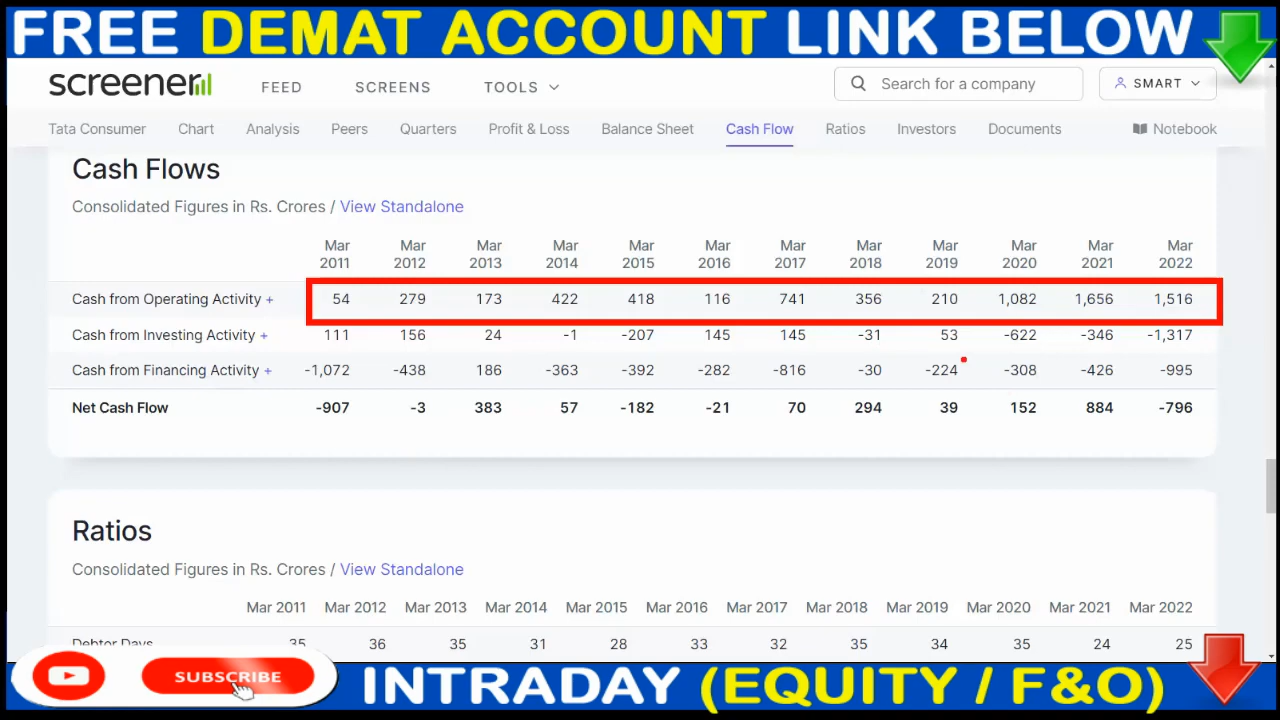 FREE DEMAT ACCOUNT LINK BELOW
screener FEED SCREENS TOOLS Search for a company SMART
Tata Consumer Chart Analysis Peers Quarters Profit & Loss Balance Sheet Cash Flow Ratios Investors Documents Notebook
Cash Flows
Consolidated Figures in Rs. Crores / View Standalone
Mar 2011 Mar 2012 Mar 2013 Mar 2014 Mar 2015 Mar 2016 Mar 2017 Mar 2018 Mar 2019 Mar 2020 Mar 2021 Mar 2022
Cash from Operating Activity + 54 279 173 422 418 116 741 356 210 1,082 1,656 1,516
Cash from Investing Activity + 111 156 24 -1 -207 145 145 -31 53 -622 -346 -1,317
Cash from Financing Activity + -1,072 -438 186 -363 -392 -282 -816 -30 -224 -308 -426 -995
Net Cash Flow -907 -3 383 57 -182 -21 70 294 39 152 884 -796
Ratios
Consolidated Figures in Rs. Crores / View Standalone
Mar 2011 Mar 2012 Mar 2013 Mar 2014 Mar 2015 Mar 2016 Mar 2017 Mar 2018 Mar 2019 Mar 2020 Mar 2021 Mar 2022
Debtor Days 35 36 35 31 28 33 32 35 34 35 24 25
SUBSCRIBE INTRADAY (EQUITY / F&O)